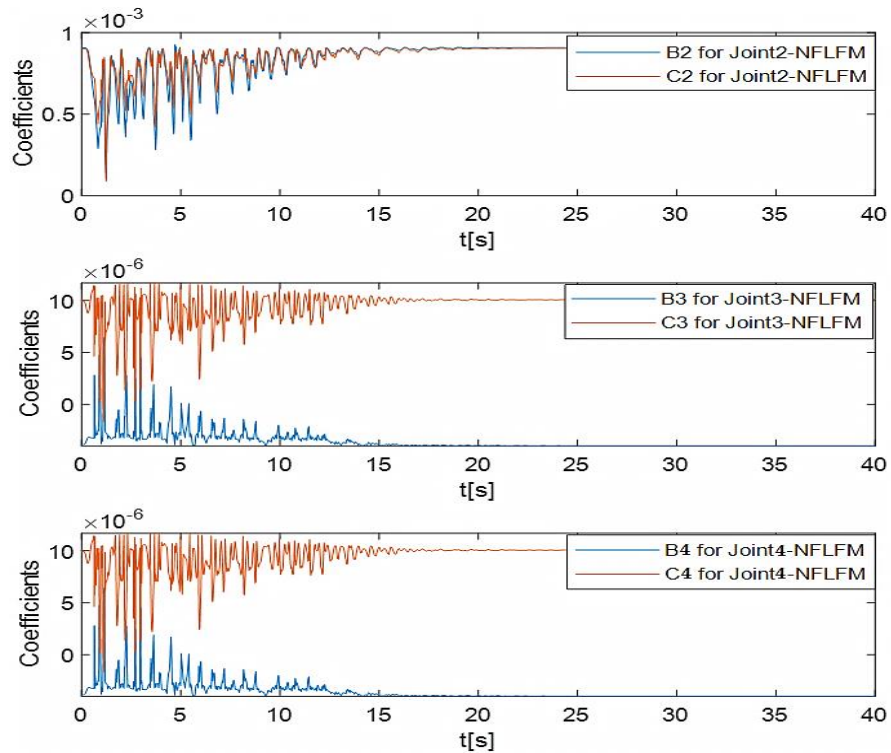 ×10-3
1
B2 for Joint2-NFLFM
C2 for Joint2-NFLFM
0.5
Coefficients
0
0 5 10 15 20 25 30 35 40
t[s]
×10-6
10
B3 for Joint3-NFLFM
C3 for Joint3-NFLFM
5
Coefficients
0
0 5 10 15 20 25 30 35 40
t[s]
×10-6
10
B4 for Joint4-NFLFM
C4 for Joint4-NFLFM
5
Coefficients
0
0 5 10 15 20 25 30 35 40
t[s]